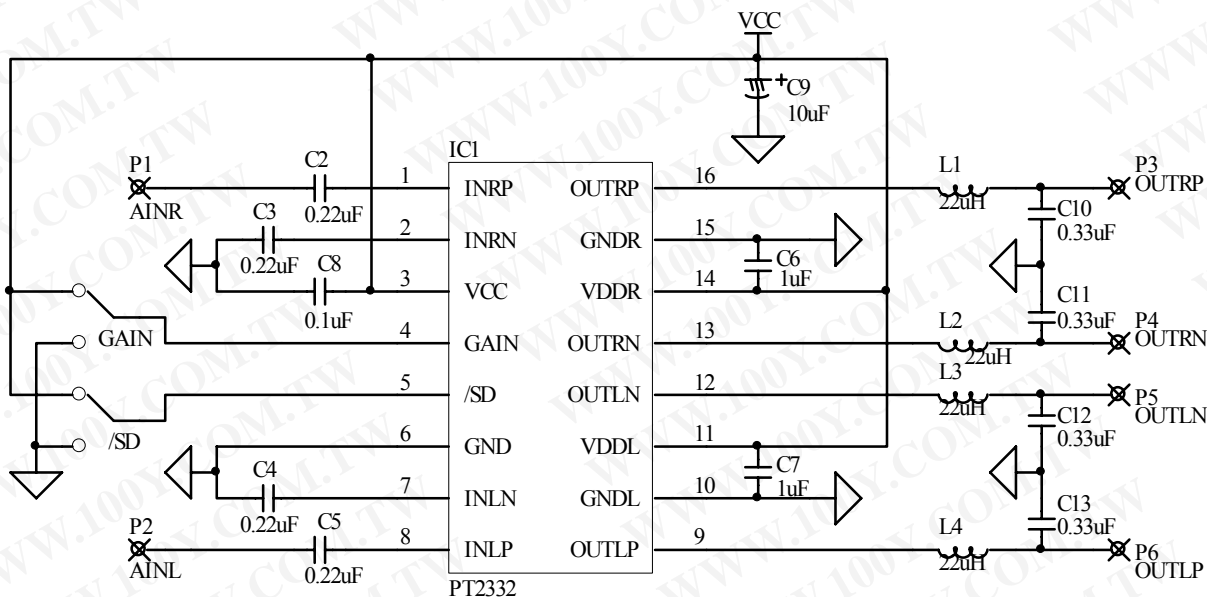 VCC
C9
10uF
IC1
P1
AINR
C2
0.22uF
1
INRP
OUTRP
16
L1
22uH
P3
OUTRP
C3
0.22uF
2
INRN
GNDR
15
C6
1uF
C10
0.33uF
C8
0.1uF
3
VCC
VDDR
14
C11
0.33uF
GAIN
4
GAIN
OUTRN
13
L2
22uH
P4
OUTRN
/SD
5
/SD
OUTLN
12
L3
22uH
P5
OUTLN
6
GND
VDDL
11
C7
1uF
C12
0.33uF
C4
0.22uF
7
INLN
GNDL
10
C13
0.33uF
P2
AINL
C5
0.22uF
8
INLP
OUTLP
9
L4
22uH
P6
OUTLP
PT2332
WWW.100Y.COM.TW